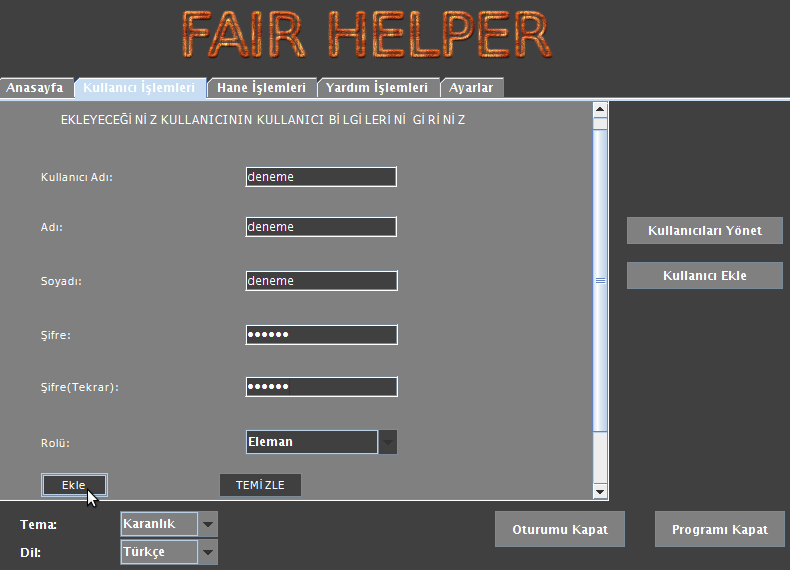 FAIR HELPER
Anasayfa Kullanıcı İşlemleri Hane İşlemleri Yardım İşlemleri Ayarlar
EKLEYECEĞİNİZ KULLANICININ KULLANICI BİLGİLERİNİ GİRİNİZ
Kullanıcı Adı: deneme
Adı: deneme
Kullanıcıları Yönet
Kullanıcı Ekle
Soyadı: deneme
Şifre: ••••••
Şifre(Tekrar): ••••••
Rolü: Eleman
Ekle TEMİZLE
Tema: Karanlık Oturumu Kapat Programı Kapat
Dil: Türkçe